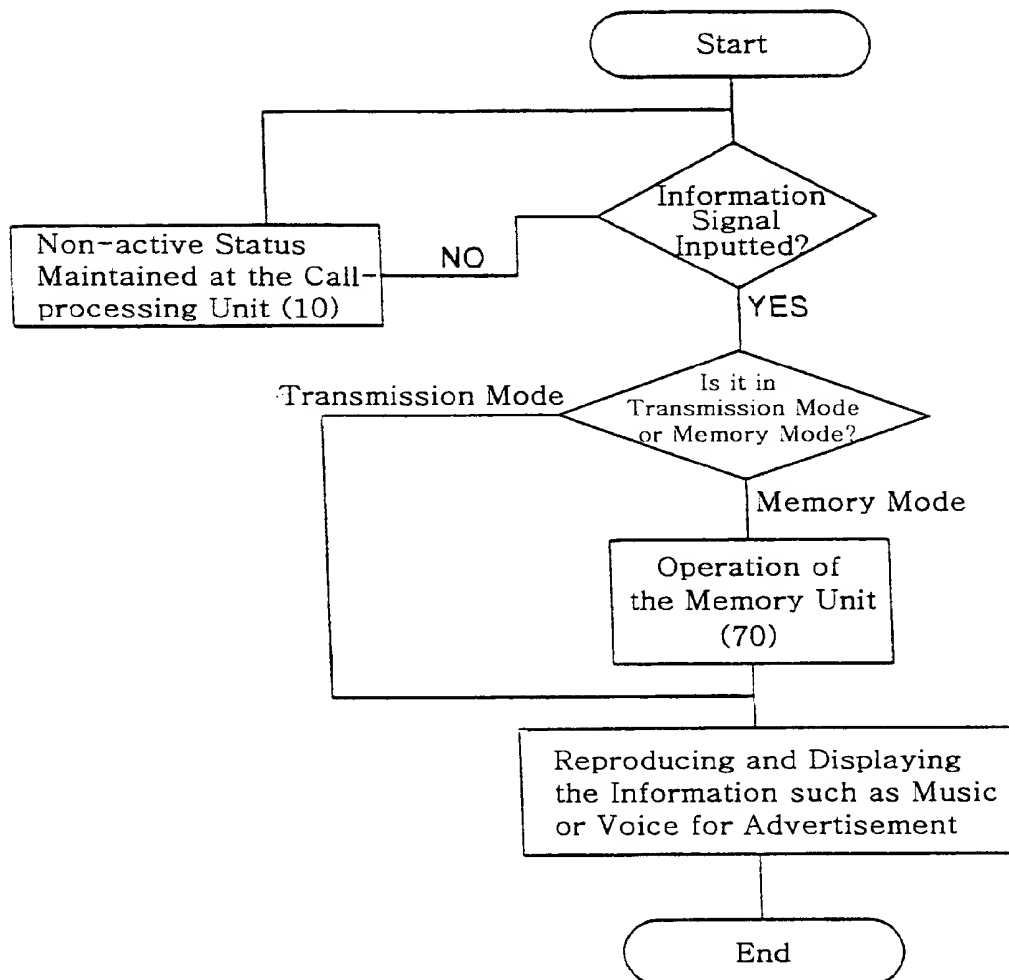 Start
Information
Signal
Inputted?
Non-active Status
Maintained at the Call
processing Unit (10)
NO
YES
Transmission Mode
Is it in
Transmission Mode
or Memory Mode?
Memory Mode
Operation of
the Memory Unit
(70)
Reproducing and Displaying
the Information such as Music
or Voice for Advertisement
End